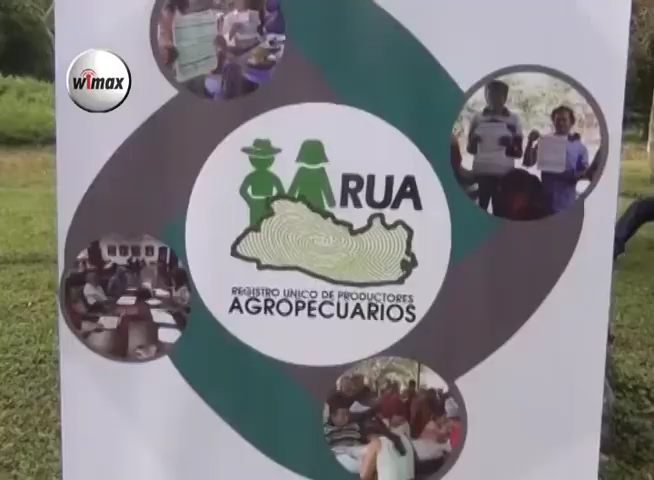 wimax
RUA
REGISTRO UNICO DE PRODUCTORES
AGROPECUARIOS